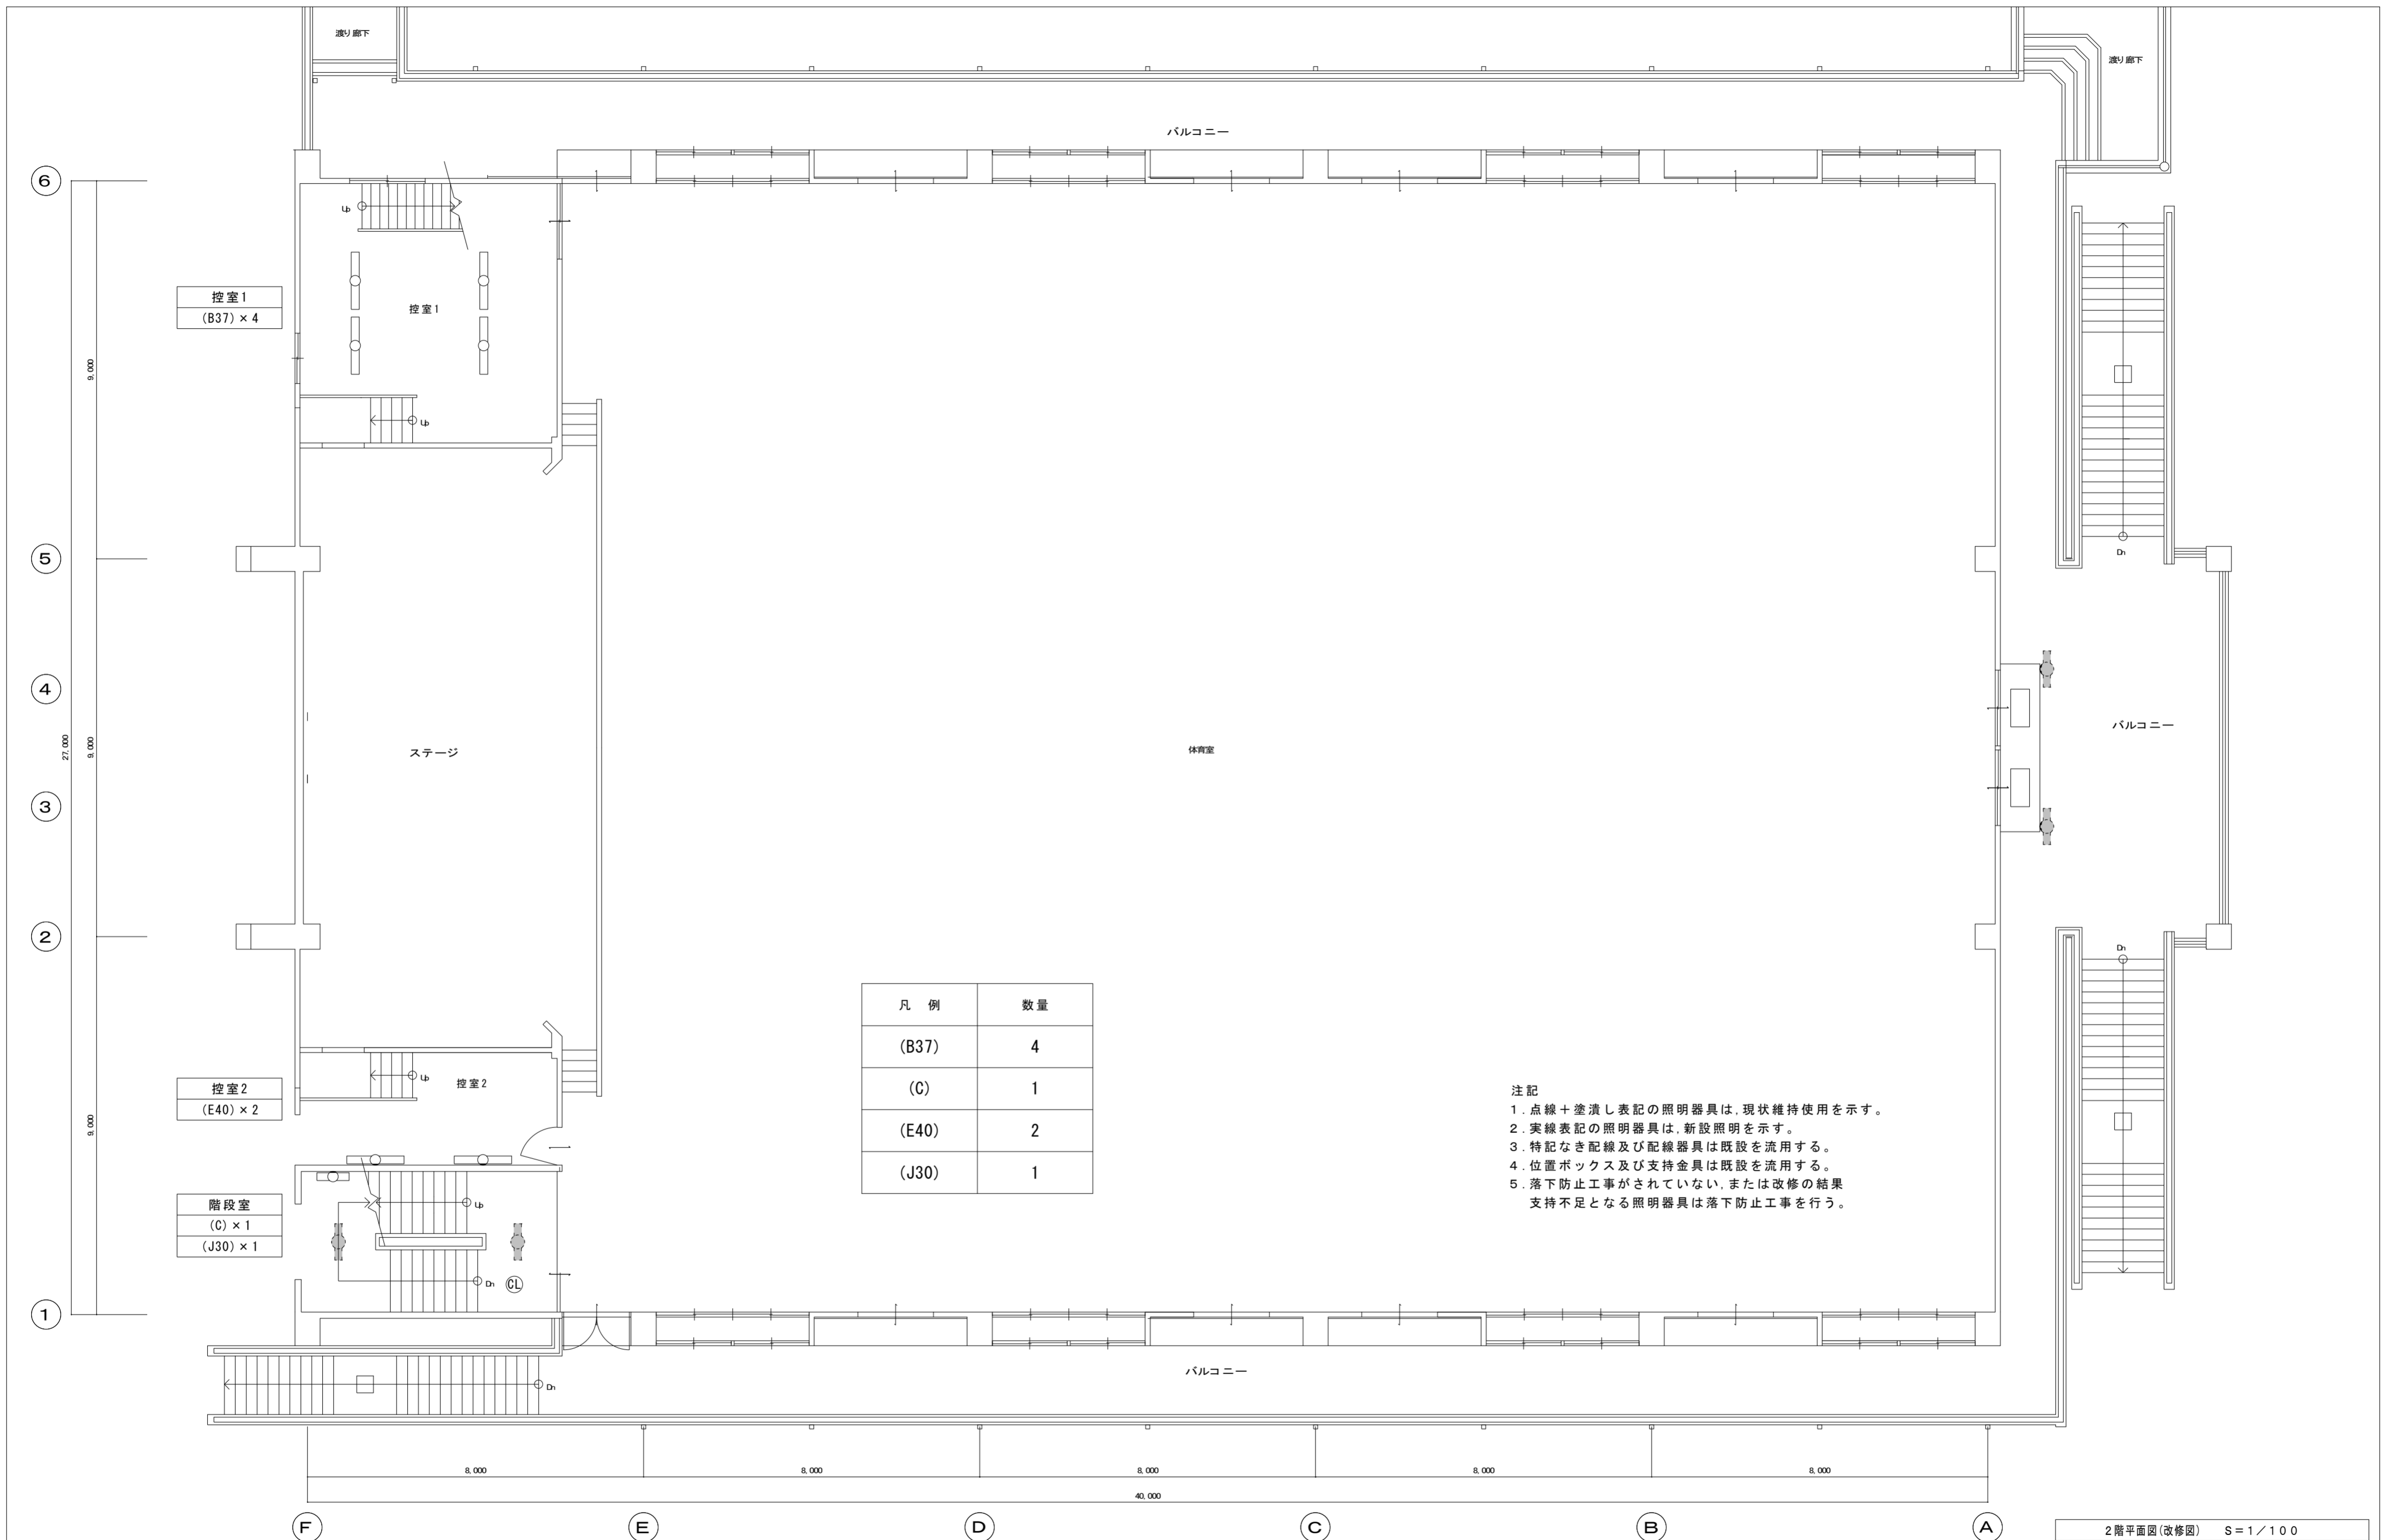 渡り廊下
渡り廊下
バルコニー
6
Up
控室1
(B37)×4
控室1
9,000
Up
5
Dn
4
27,000
9,000
ステージ
体育室
バルコニー
3
2
Dn
凡 例 数量
(B37) 4
(C) 1
(E40) 2
(J30) 1
控室2
(E40)×2
Up
控室2
9,000
注記
1.点線+塗潰し表記の照明器具は,現状維持使用を示す。
2.実線表記の照明器具は,新設照明を示す。
3.特記なき配線及び配線器具は既設を流用する。
4.位置ボックス及び支持金具は既設を流用する。
5.落下防止工事がされていない,または改修の結果
支持不足となる照明器具は落下防止工事を行う。
階段室
(C)×1
(J30)×1
Up
Dn
CL
1
Dn
バルコニー
8,000 8,000 8,000 8,000 8,000
40,000
F E D C B A
2階平面図(改修図) S=1/100